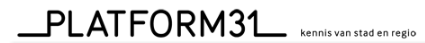 PLATFORM31
kennis van stad en regio